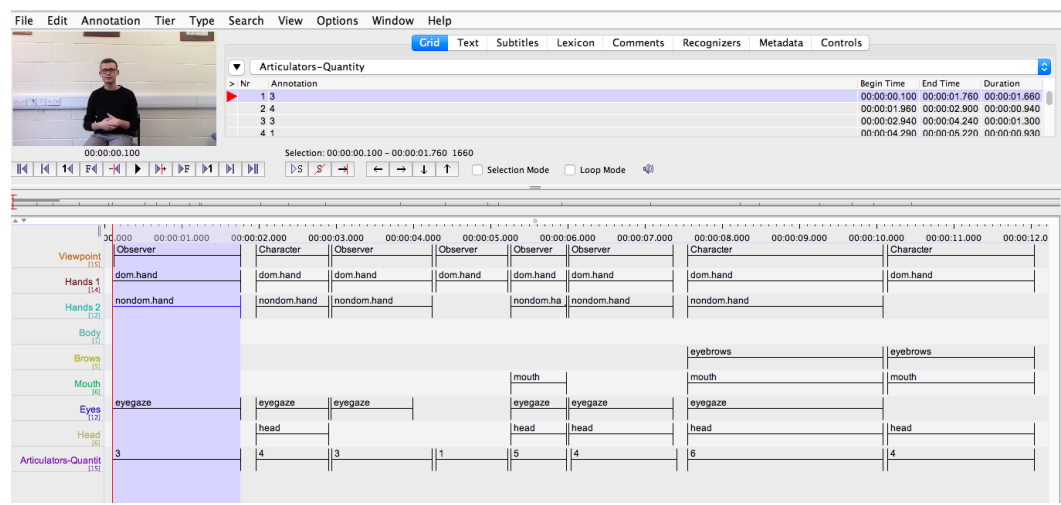 File Edit Annotation Tier Type Search View Options Window Help
Grid Text Subtitles Lexicon Comments Recognizers Metadata Controls
Articulators-Quantity
> Nr Annotation Begin Time End Time Duration
1 3 00:00:00.100 00:00:01.760 00:00:01.660
2 4 00:00:01.960 00:00:02.900 00:00:00.940
3 3 00:00:02.940 00:00:04.240 00:00:01.300
4 1 00:00:04.290 00:00:05.220 00:00:00.930
00:00:00.100 Selection: 00:00:00.100 - 00:00:01.760 1660
1 F F 1 S S Selection Mode Loop Mode
00:00:01.000 00:00:02.000 00:00:03.000 00:00:04.000 00:00:05.000 00:00:06.000 00:00:07.000 00:00:08.000 00:00:09.000 00:00:10.000 00:00:11.000 00:00:12.0
Viewpoint Observer Character Observer Observer Observer Observer Character Character
[15]
Hands 1 dom.hand dom.hand dom.hand dom.hand dom.hand dom.hand dom.hand dom.hand
[14]
Hands 2 nondom.hand nondom.hand nondom.hand nondom.ha nondom.hand nondom.hand
[12]
Body
[1]
Brows eyebrows eyebrows
[5]
Mouth mouth mouth mouth
[6]
Eyes eyegaze eyegaze eyegaze eyegaze eyegaze eyegaze
[12]
Head head head head head head
[6]
Articulators-Quantit 3 4 3 1 5 4 6 4
[15]